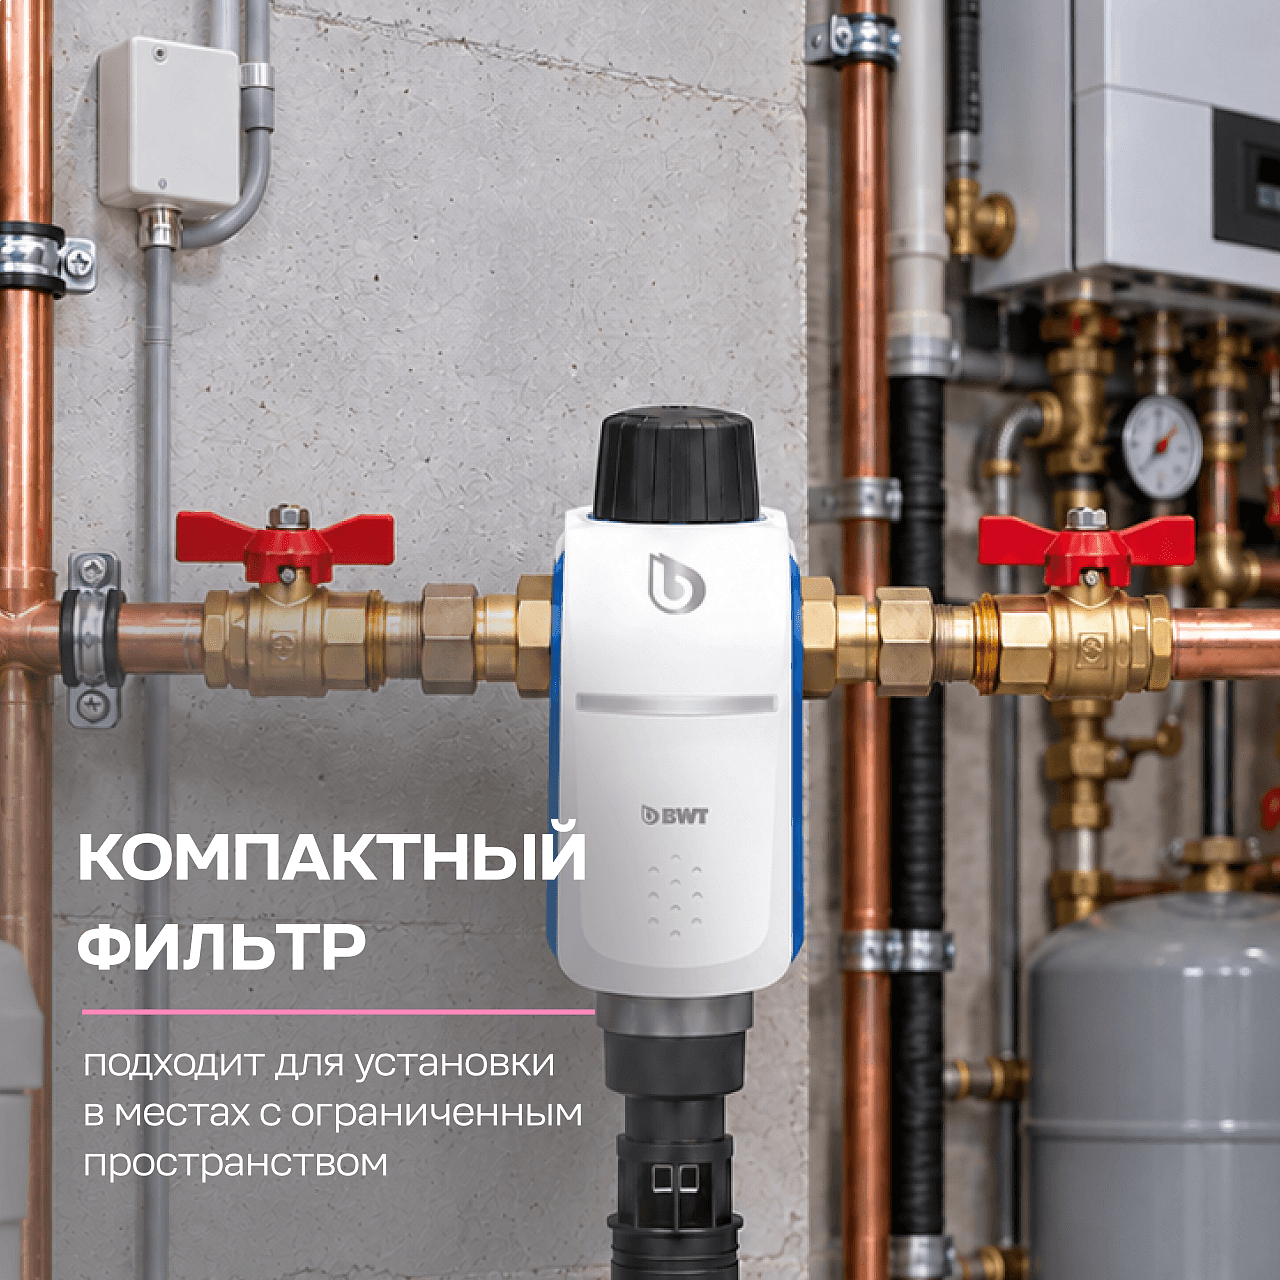 BWT
КОМПАКТНЫЙ
ФИЛЬТР
подходит для установки
в местах с ограниченным
пространством